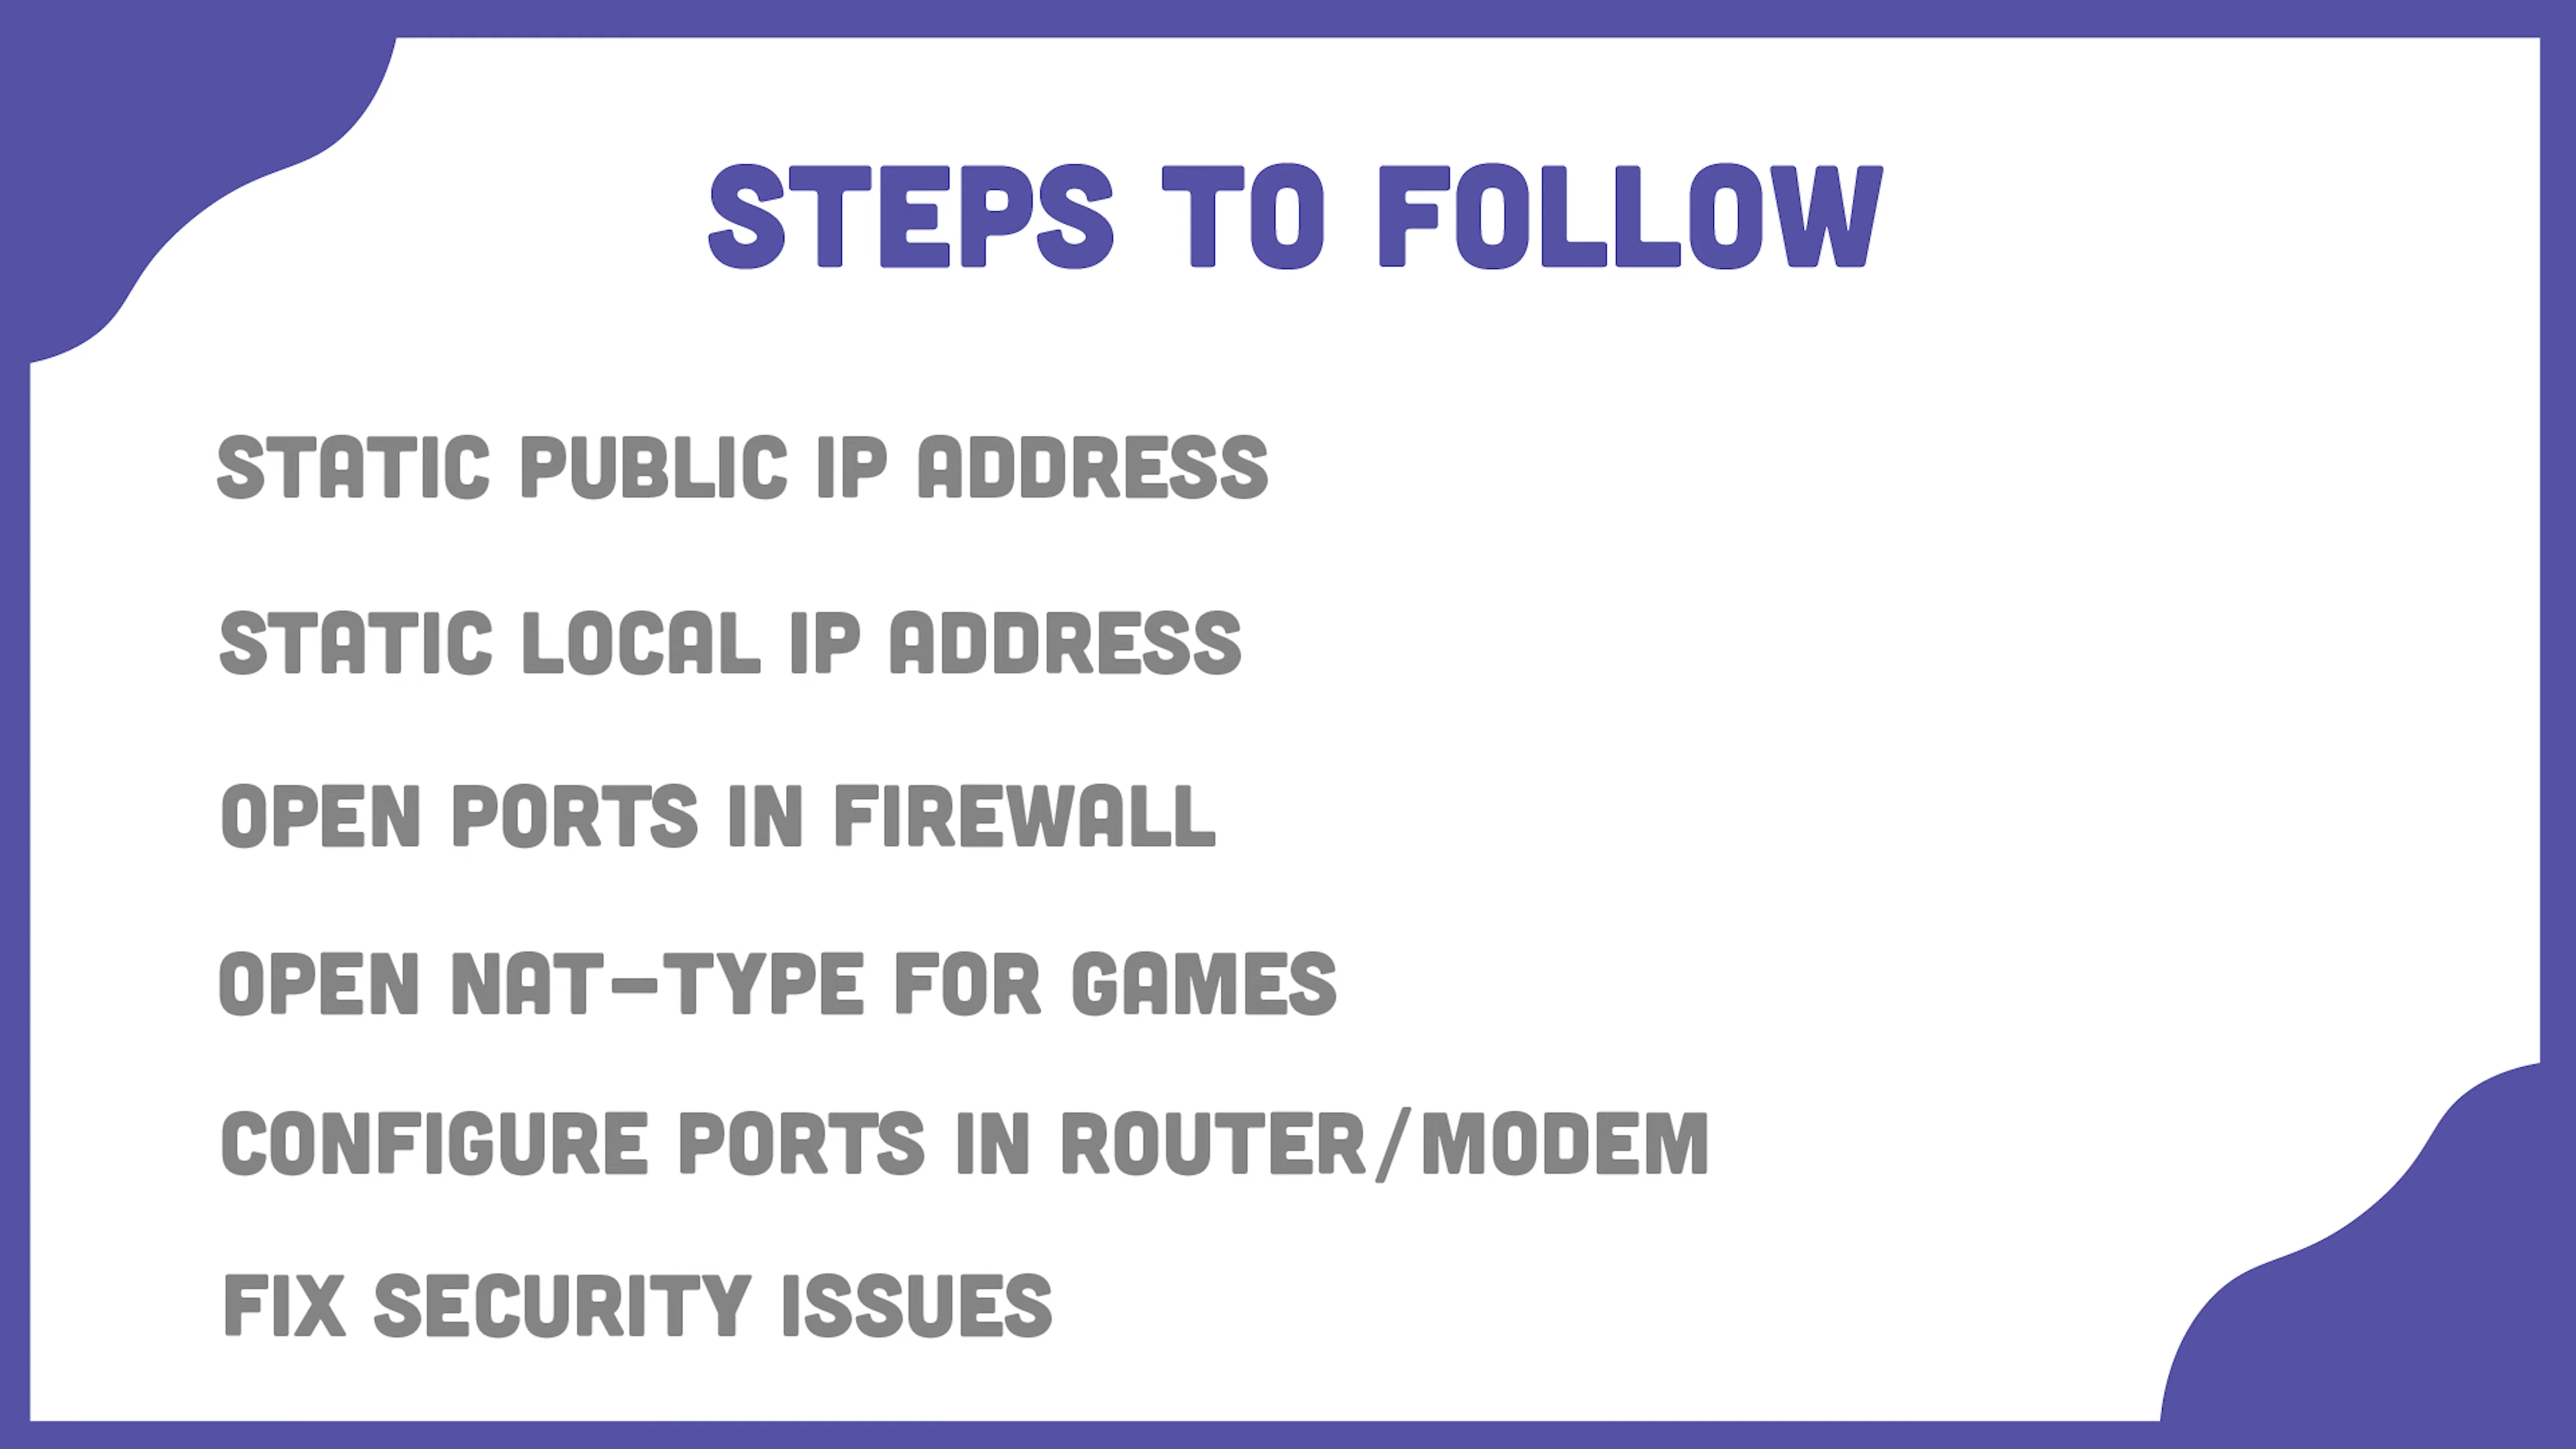 STEPS TO FOLLOW
STATIC PUBLIC IP ADDRESS
STATIC LOCAL IP ADDRESS
OPEN PORTS IN FIREWALL
OPEN NAT-TYPE FOR GAMES
CONFIGURE PORTS IN ROUTER/MODEM
FIX SECURITY ISSUES